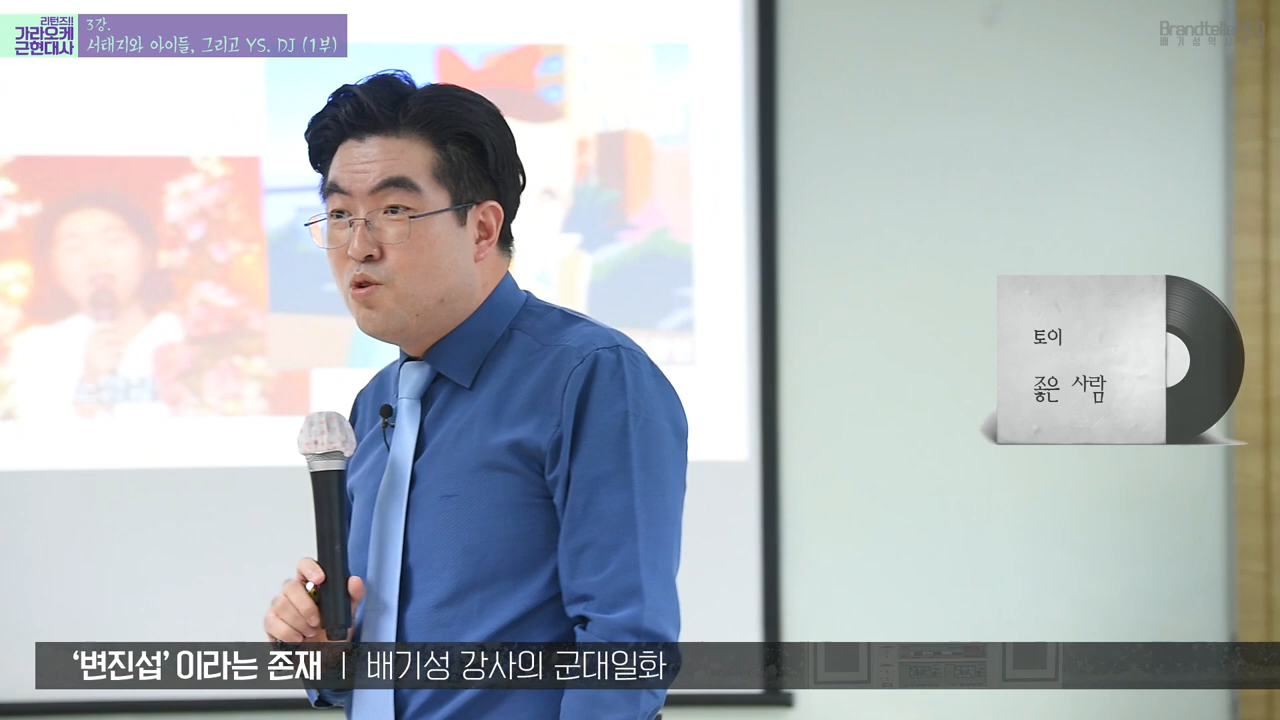 리턴즈!!
가라오케
근현대사
3강.
서태지와 아이들, 그리고 YS. DJ (1부)
토이
좋은 사람
'변진섭' 이라는 존재 ㅣ 배기성 강사의 군대일화